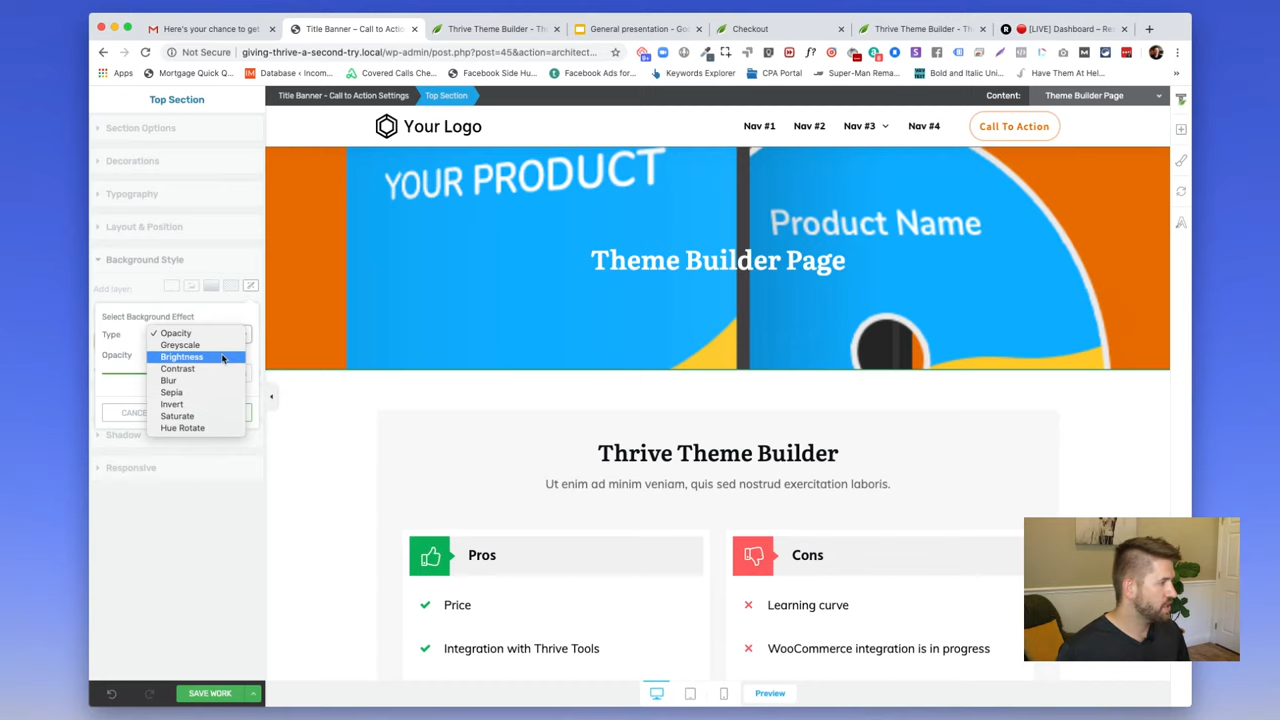 Here's your chance to get
Title Banner - Call to Actio
Thrive Theme Builder - The
General presentation - Go
Checkout
Thrive Theme Builder - The
[LIVE] Dashboard - Re
Not Secure
giving-thrive-a-second-try.local/wp-admin/post.php?post=45&action=architect...
Apps
Mortgage Quick Q...
Database ‹ Incom...
Covered Calls Che...
Facebook Side Hu...
Facebook Ads for...
Keywords Explorer
CPA Portal
Super-Man Rema...
Bold and Italic Uni...
Have Them At Hel...
»
Top Section
Title Banner - Call to Action Settings
Top Section
Content:
Theme Builder Page
Section Options
Decorations
Typography
Layout & Position
Background Style
Add layer:
Select Background Effect
Type
Opacity
Greyscale
Brightness
Contrast
Blur
Sepia
Invert
Saturate
Hue Rotate
Opacity
CANCE
Shadow
Responsive
SAVE WORK
Your Logo
Nav #1
Nav #2
Nav #3
Nav #4
Call To Action
YOUR PRODUCT
Product Name
Theme Builder Page
Thrive Theme Builder
Ut enim ad minim veniam, quis sed nostrud exercitation laboris.
Pros
Cons
Price
Learning curve
Integration with Thrive Tools
WooCommerce integration is in progress
Preview